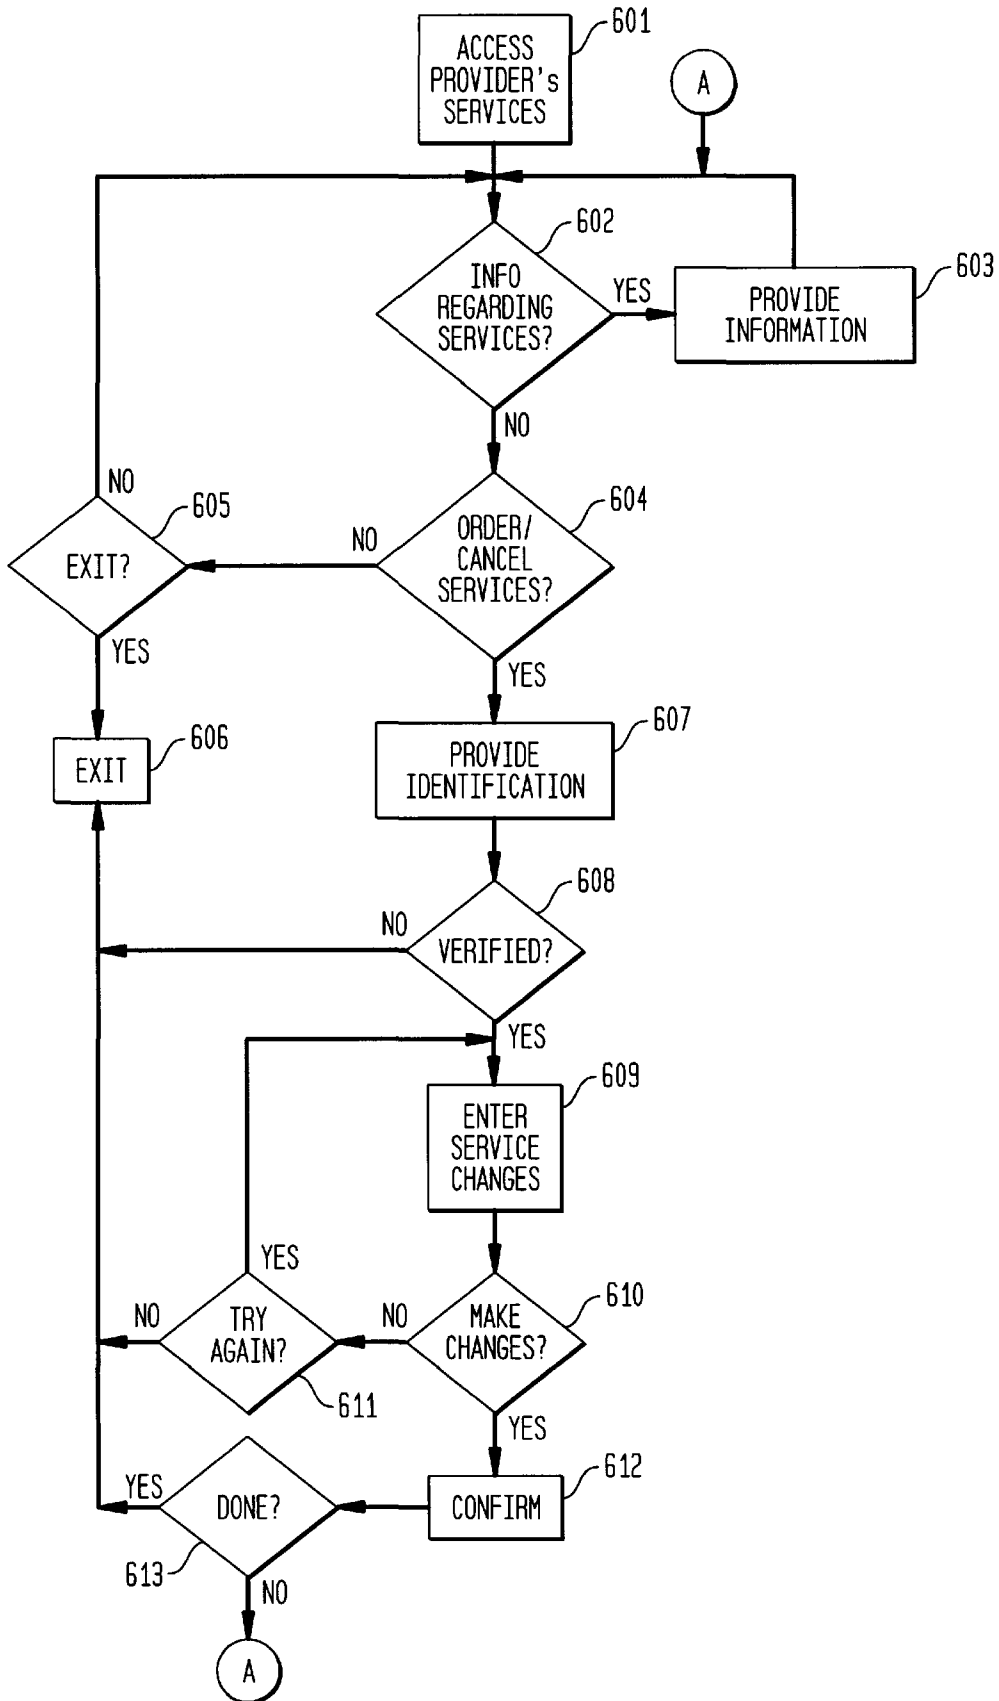 601
ACCESS
PROVIDER's
SERVICES
A
602
INFO
REGARDING
SERVICES?
YES
603
PROVIDE
INFORMATION
NO
NO
605
EXIT?
NO
604
ORDER/
CANCEL
SERVICES?
YES
YES
606
EXIT
607
PROVIDE
IDENTIFICATION
608
NO
VERIFIED?
YES
609
ENTER
SERVICE
CHANGES
YES
NO
TRY
AGAIN?
611
NO
610
MAKE
CHANGES?
YES
612
CONFIRM
YES
DONE?
613
NO
A